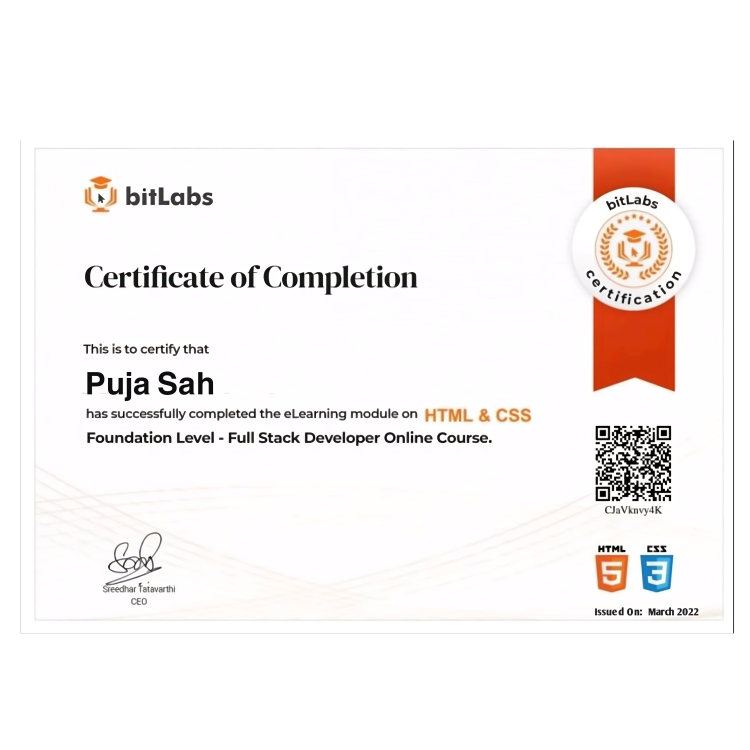 bitLabs
bitLabs
certification
Certificate of Completion
This is to certify that
Puja Sah
has successfully completed the eLearning module on HTML & CSS
Foundation Level - Full Stack Developer Online Course.
CJaVknvy4K
Sreedhar Tatavarthi
CEO
HTML CSS
5 3
Issued On: March 2022